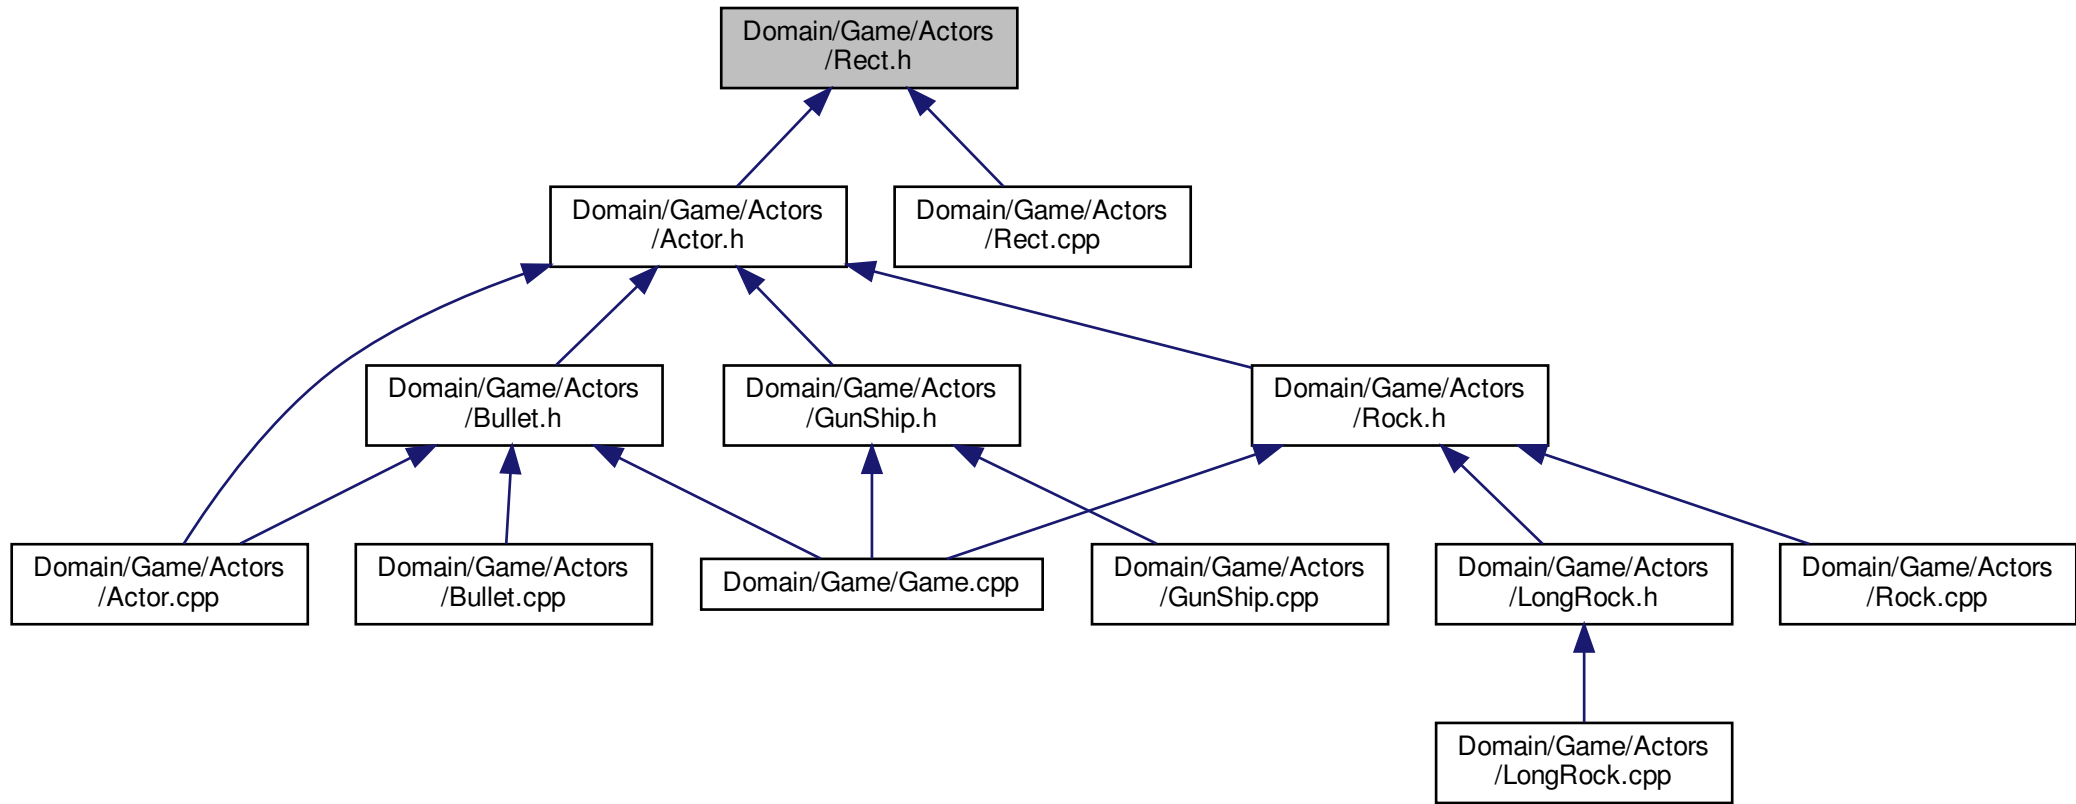 Domain/Game/Actors
/Rect.h
Domain/Game/Actors
/Actor.h
Domain/Game/Actors
/Rect.cpp
Domain/Game/Actors
/Bullet.h
Domain/Game/Actors
/GunShip.h
Domain/Game/Actors
/Rock.h
Domain/Game/Actors
/Actor.cpp
Domain/Game/Actors
/Bullet.cpp
Domain/Game/Game.cpp
Domain/Game/Actors
/GunShip.cpp
Domain/Game/Actors
/LongRock.h
Domain/Game/Actors
/Rock.cpp
Domain/Game/Actors
/LongRock.cpp